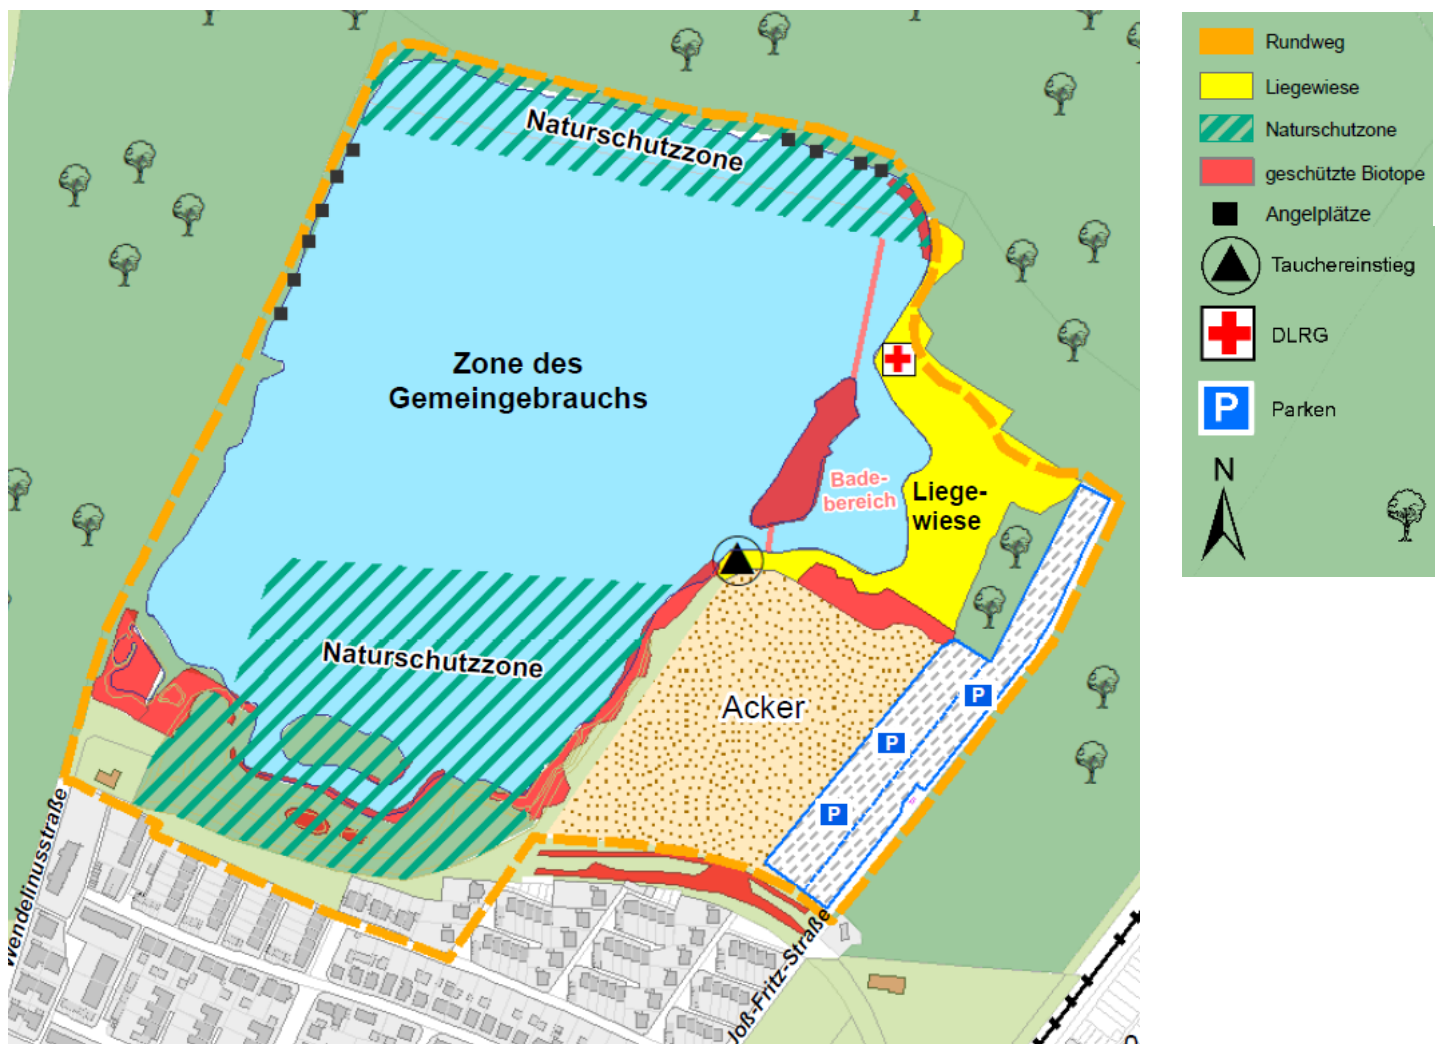 Naturschutzzone
Zone des
Gemeingebrauchs
Bade-
bereich
Liege-
wiese
Naturschutzzone
Acker
P
P
P
Wendelinusstraße
Joß-Fritz-Straße
Rundweg
Liegewiese
Naturschutzone
geschützte Biotope
Angelplätze
Tauchereinstieg
DLRG
P Parken
N